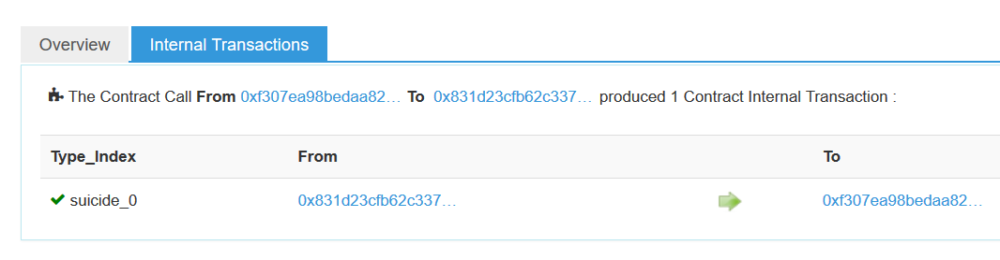 Overview Internal Transactions
The Contract Call From 0xf307ea98bedaa82... To 0x831d23cfb62c337... produced 1 Contract Internal Transaction :
Type_Index From To
suicide_0 0x831d23cfb62c337... 0xf307ea98bedaa82...